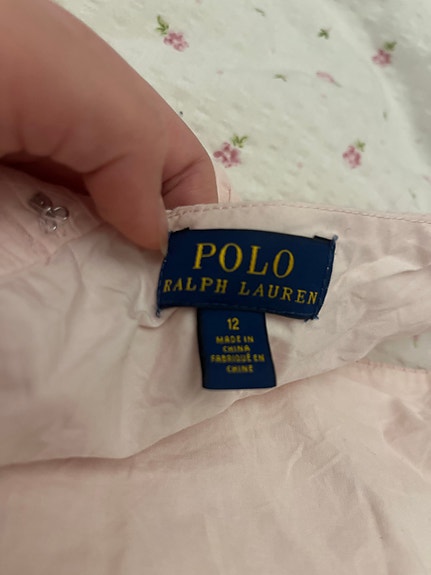 POLO
RALPH LAUREN
12
MADE IN
CHINA
FABRIQUÉ EN
CHINE